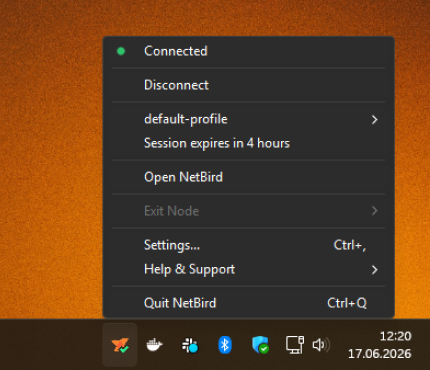 Connected
Disconnect
default-profile
Session expires in 4 hours
Open NetBird
Exit Node
Settings... Ctrl+,
Help & Support
Quit NetBird Ctrl+Q
12:20
17.06.2026